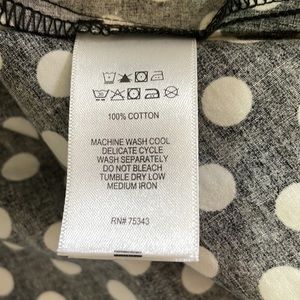 100% COTTON
MACHINE WASH COOL
DELICATE CYCLE
WASH SEPARATELY
DO NOT BLEACH
TUMBLE DRY LOW
MEDIUM IRON
RN# 75343